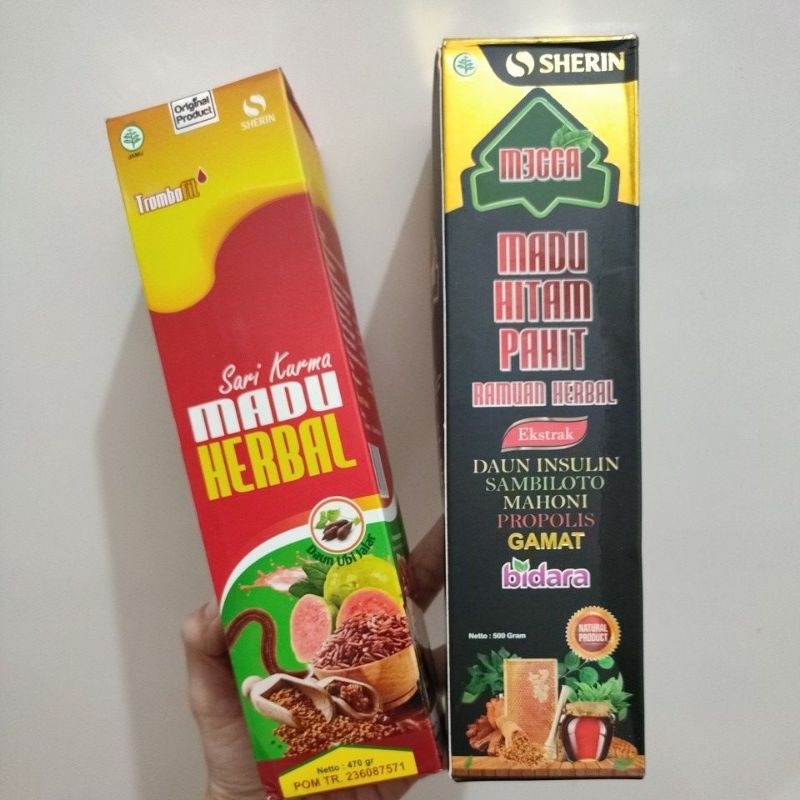 Original
Product
SHERIN
JAMU
TromboFit
Sari Kurma
MADU
HERBAL
Daun Ubi Jalar
Netto : 470 gr
POM TR. 236087571
SHERIN
MECCA
MADU
HITAM
PAHIT
RAMUAN HERBAL
Ekstrak
DAUN INSULIN
SAMBILOTO
MAHONI
PROPOLIS
GAMAT
bidara
Netto : 500 Gram
NATURAL
PRODUCT